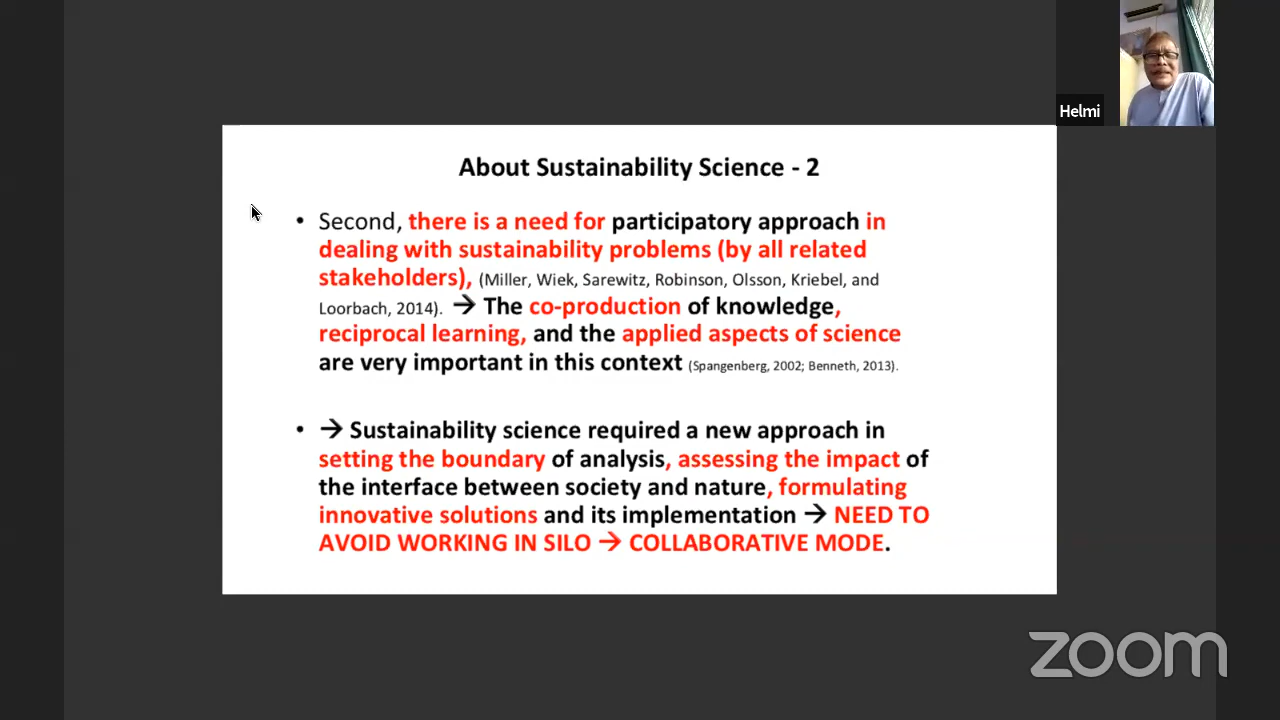 Helmi
About Sustainability Science - 2
• Second, there is a need for participatory approach in
dealing with sustainability problems (by all related
stakeholders), (Miller, Wiek, Sarewitz, Robinson, Olsson, Kriebel, and
Loorbach, 2014). → The co-production of knowledge,
reciprocal learning, and the applied aspects of science
are very important in this context (Spangenberg, 2002; Benneth, 2013).
• → Sustainability science required a new approach in
setting the boundary of analysis, assessing the impact of
the interface between society and nature, formulating
innovative solutions and its implementation → NEED TO
AVOID WORKING IN SILO → COLLABORATIVE MODE.
zoom